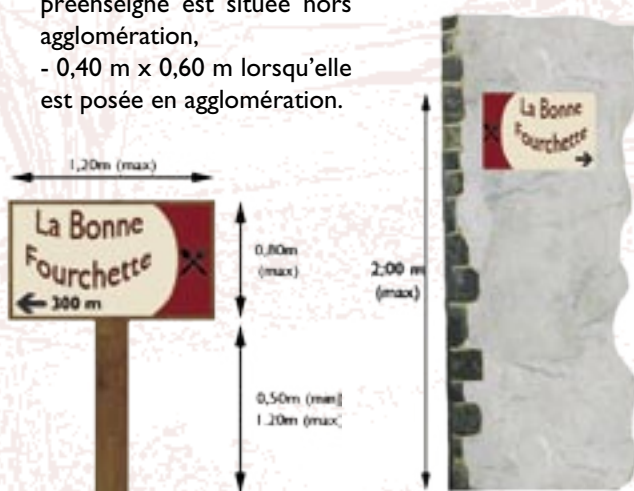 préenseigne est située hors
agglomération,
- 0,40 m x 0,60 m lorsqu'elle
est posée en agglomération.
1,20m (max)
La Bonne
Fourchette
300 m
0,80m
(max)
0,50m (min)
1.20m (max)
2.00 m
(max)
La Bonne
Fourchette